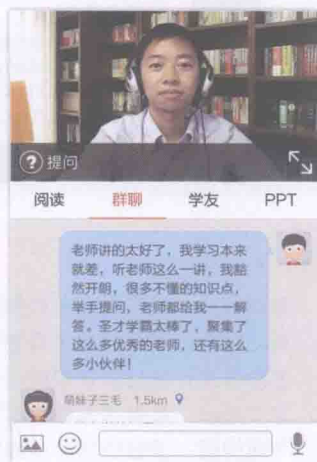 ? 提问
阅读 群聊 学友 PPT
老师讲的太好了，我学习本来
就差，听老师这么一讲，我豁
然开朗，很多不懂的知识点，
举手提问，老师都给我一一解
答。圣才学霸太棒了，聚集了
这么多优秀的老师，还有这么
多小伙伴！
萌妹子三毛 1.5km